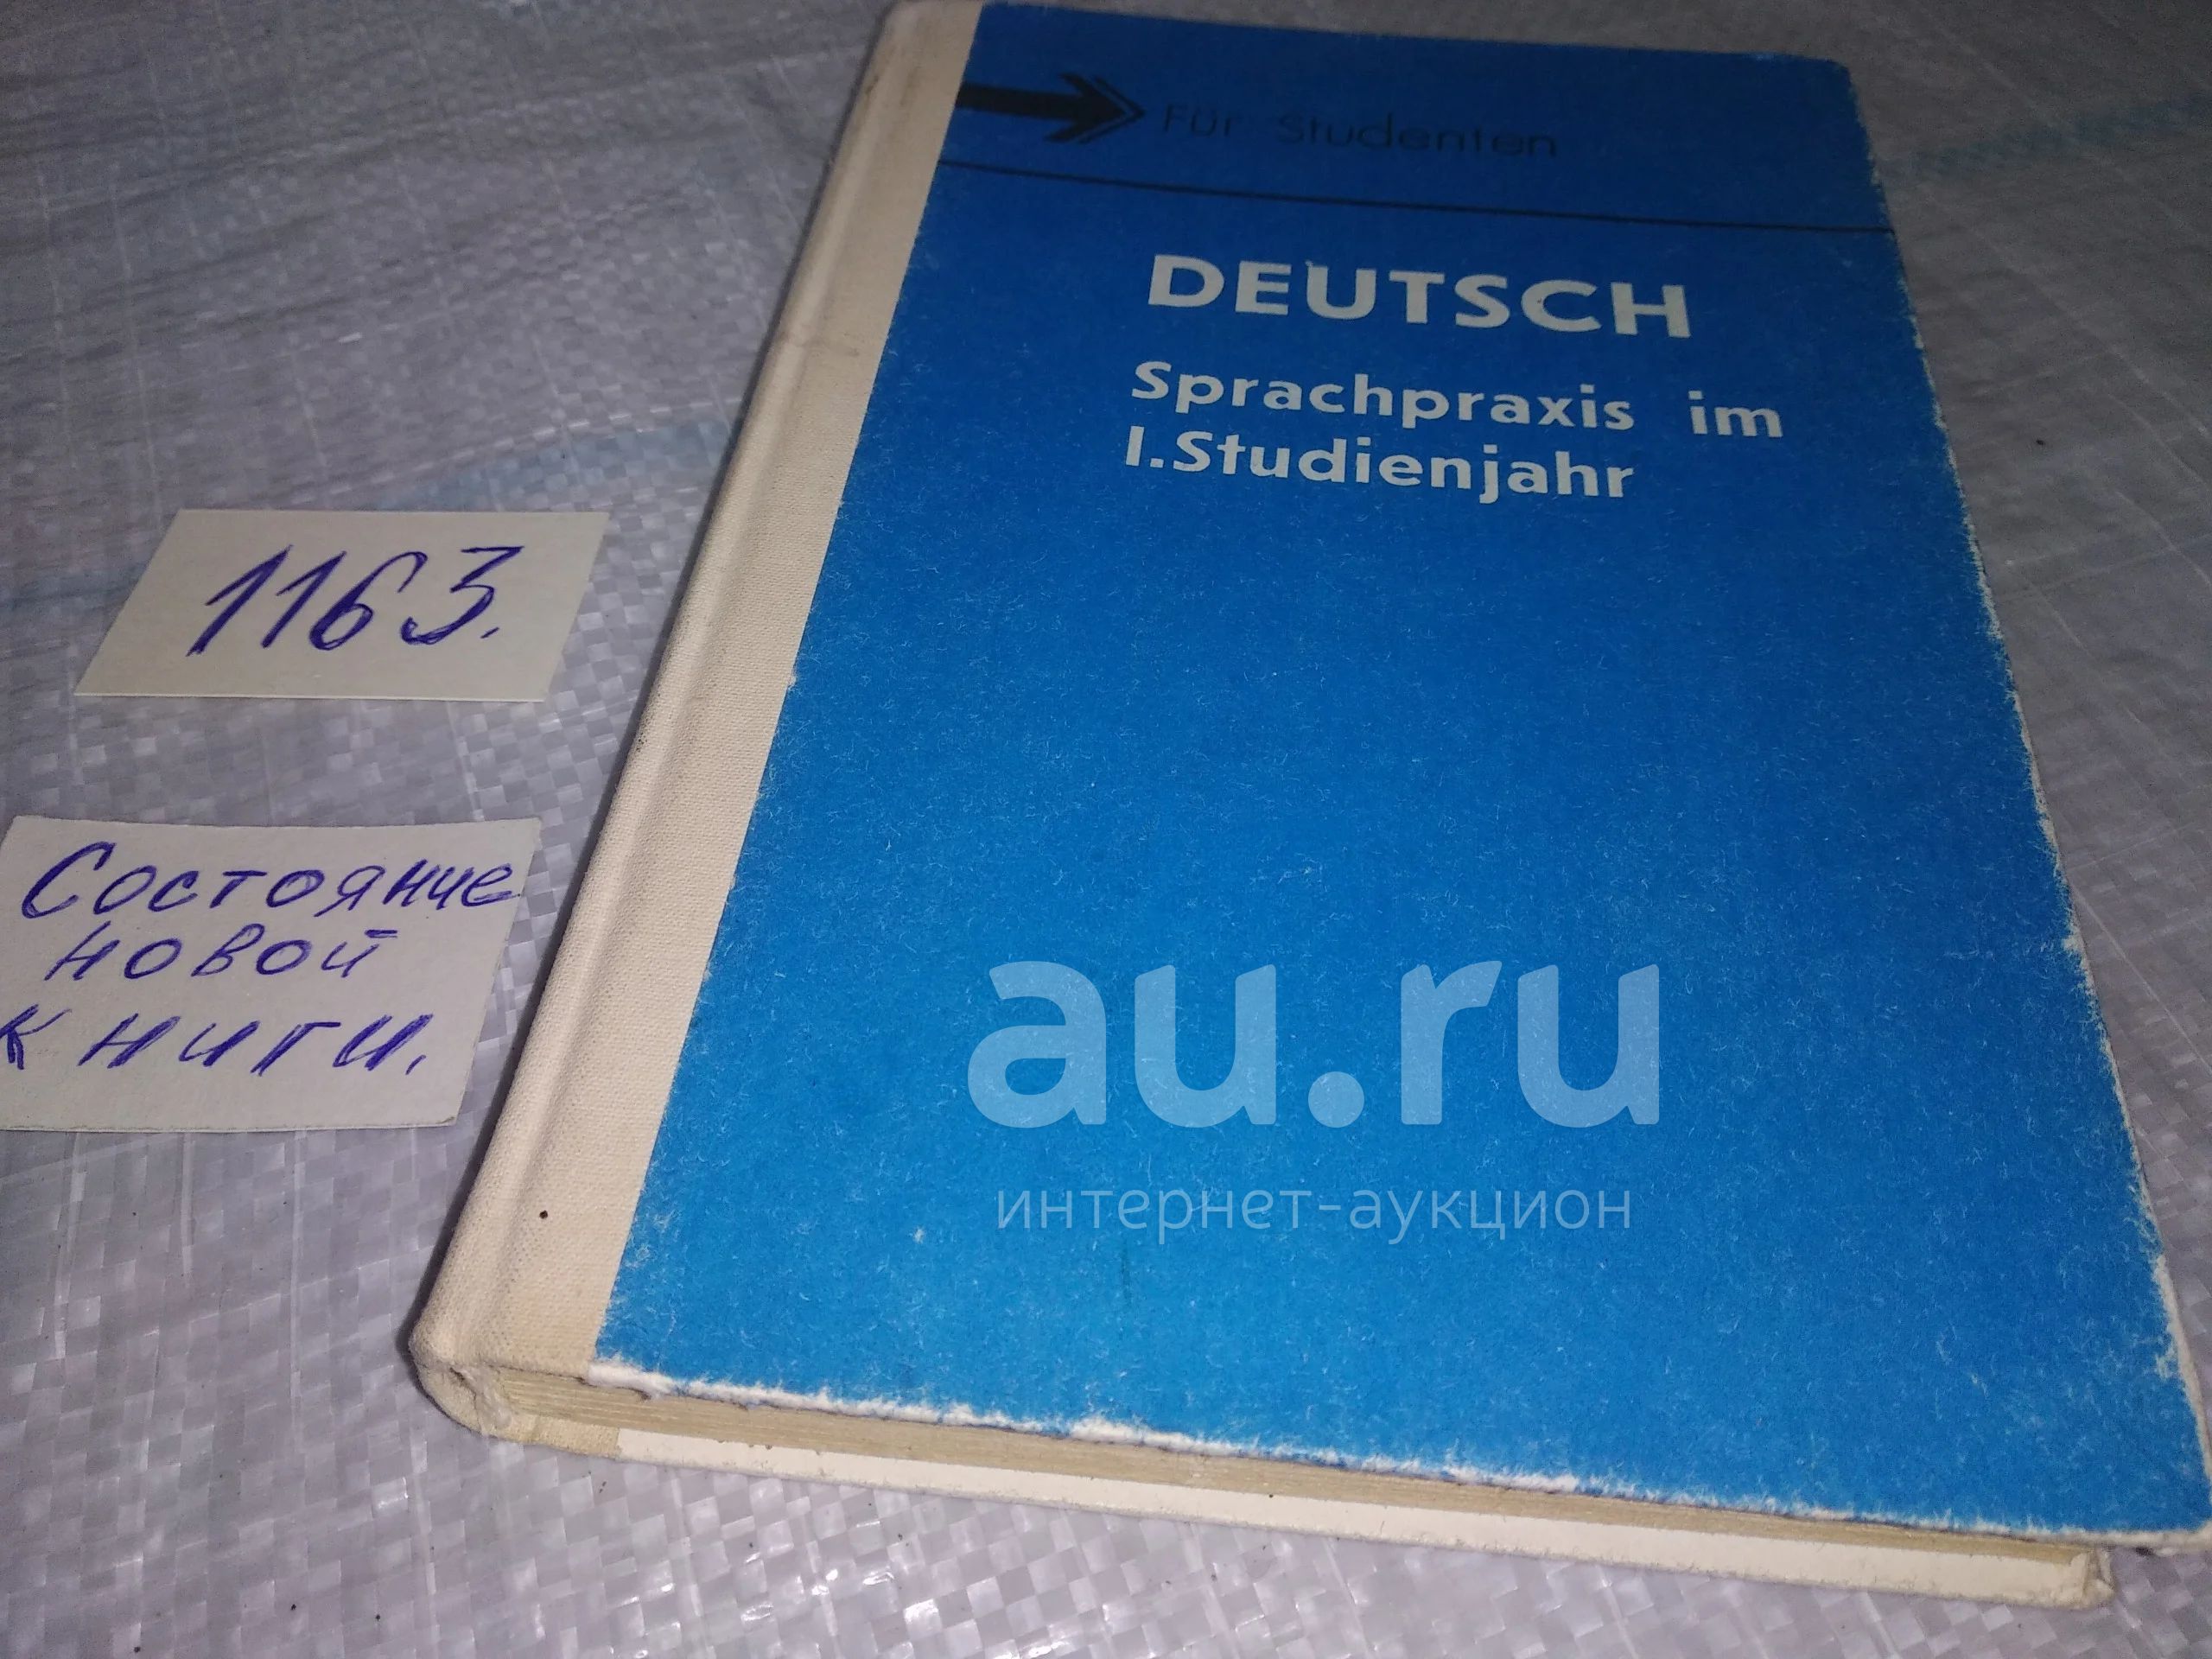 Für Studenten
DEUTSCH
Sprachpraxis im
I.Studienjahr
1163.
Состояние
новой
книги.
au.ru
интернет-аукцион